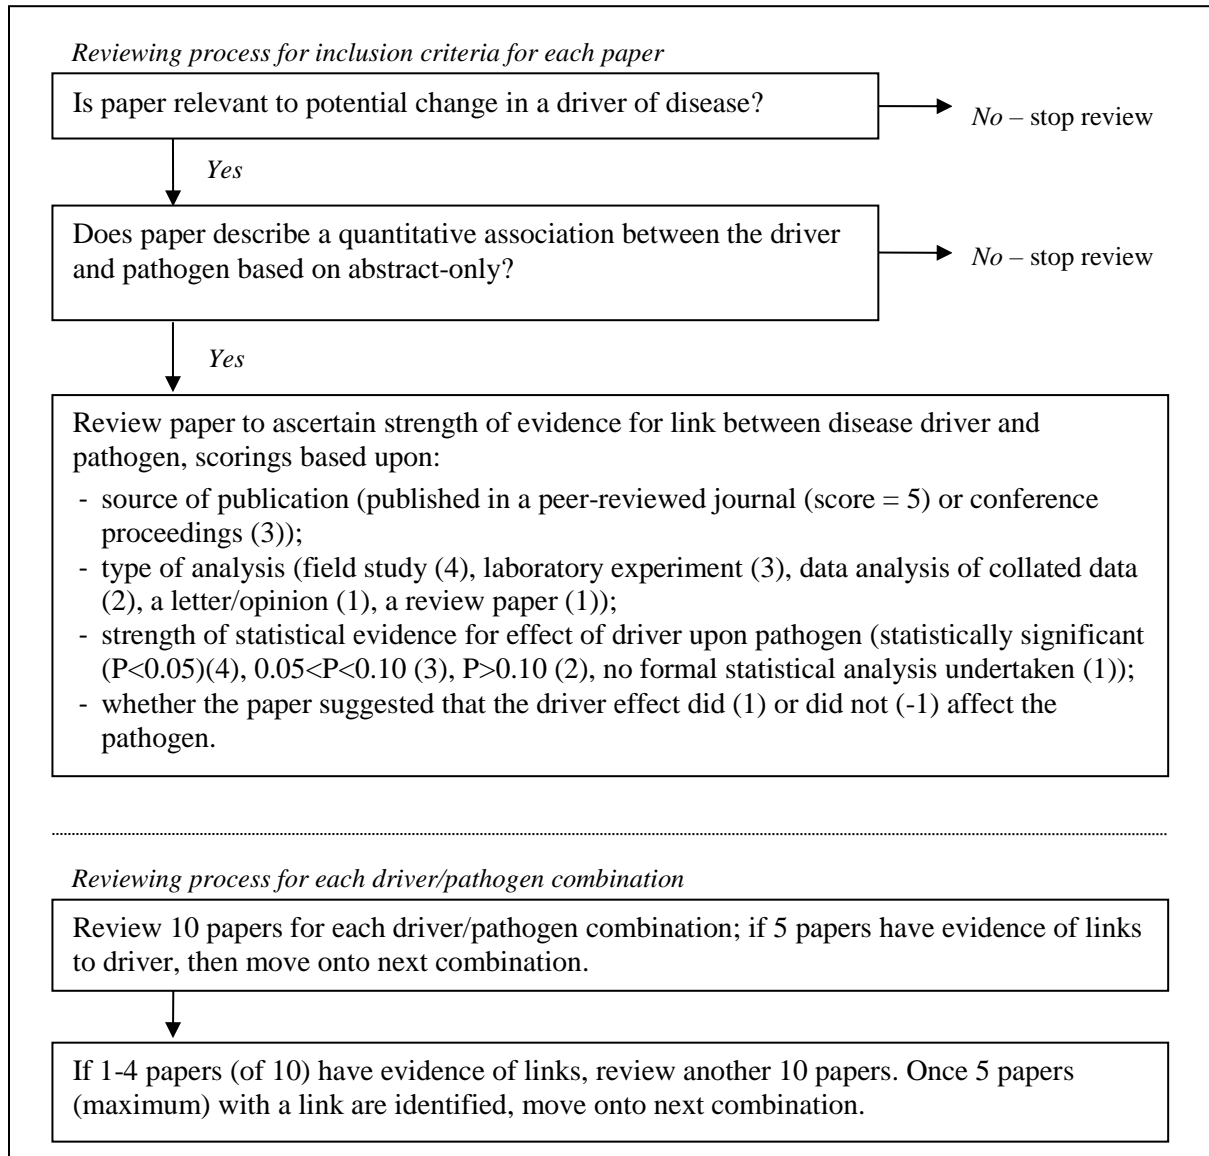 Reviewing process for inclusion criteria for each paper
Is paper relevant to potential change in a driver of disease?
No – stop review
Yes
Does paper describe a quantitative association between the driver
and pathogen based on abstract-only?
No – stop review
Yes
Review paper to ascertain strength of evidence for link between disease driver and
pathogen, scorings based upon:
- source of publication (published in a peer-reviewed journal (score = 5) or conference
proceedings (3));
- type of analysis (field study (4), laboratory experiment (3), data analysis of collated data
(2), a letter/opinion (1), a review paper (1));
- strength of statistical evidence for effect of driver upon pathogen (statistically significant
(P<0.05)(4), 0.05<P<0.10 (3), P>0.10 (2), no formal statistical analysis undertaken (1));
- whether the paper suggested that the driver effect did (1) or did not (-1) affect the
pathogen.
Reviewing process for each driver/pathogen combination
Review 10 papers for each driver/pathogen combination; if 5 papers have evidence of links
to driver, then move onto next combination.
If 1-4 papers (of 10) have evidence of links, review another 10 papers. Once 5 papers
(maximum) with a link are identified, move onto next combination.